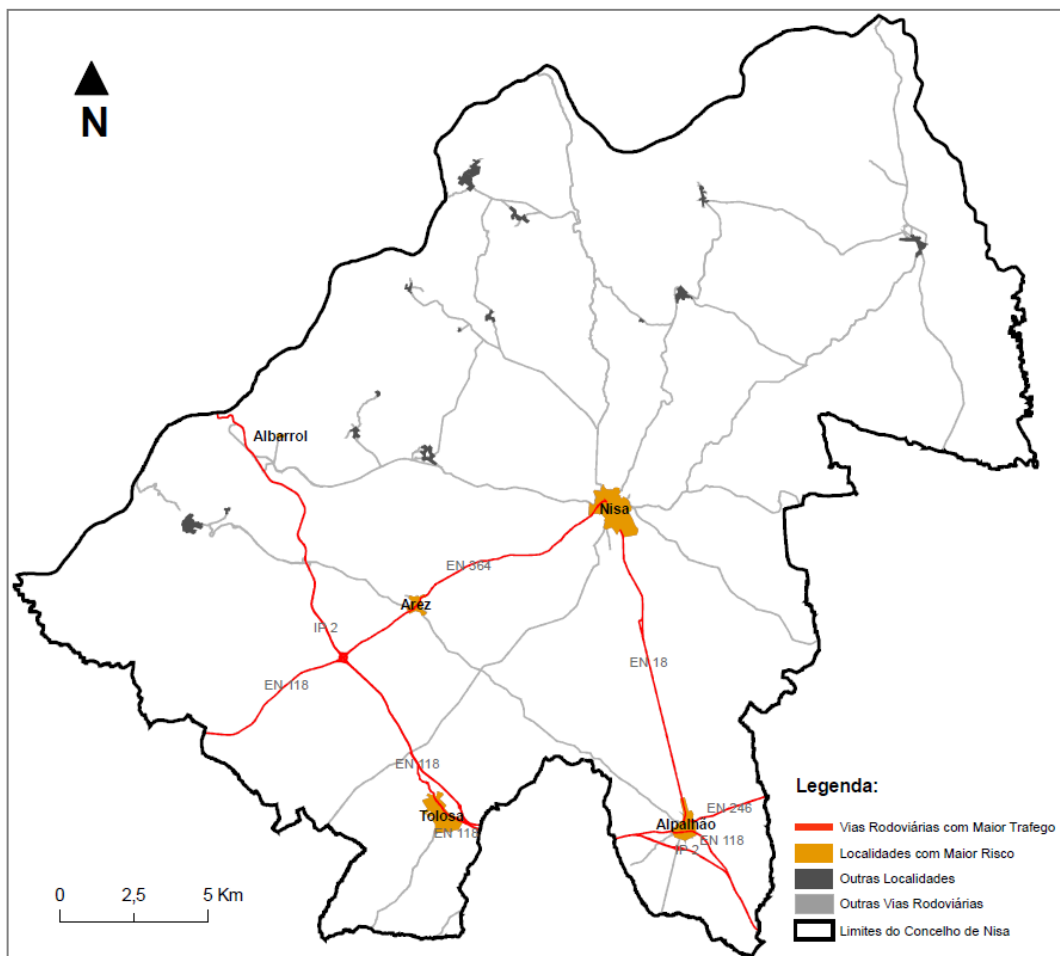 N
Albarrol
Nisa
EN 364
Arez
IP 2
EN 18
EN 118
EN 118
Tolosa
EN 118
EN 246
Alpalhão
EN 118
IP 2
Legenda:
Vias Rodoviárias com Maior Trafego
Localidades com Maior Risco
Outras Localidades
Outras Vias Rodoviárias
Limites do Concelho de Nisa
0 2,5 5 Km